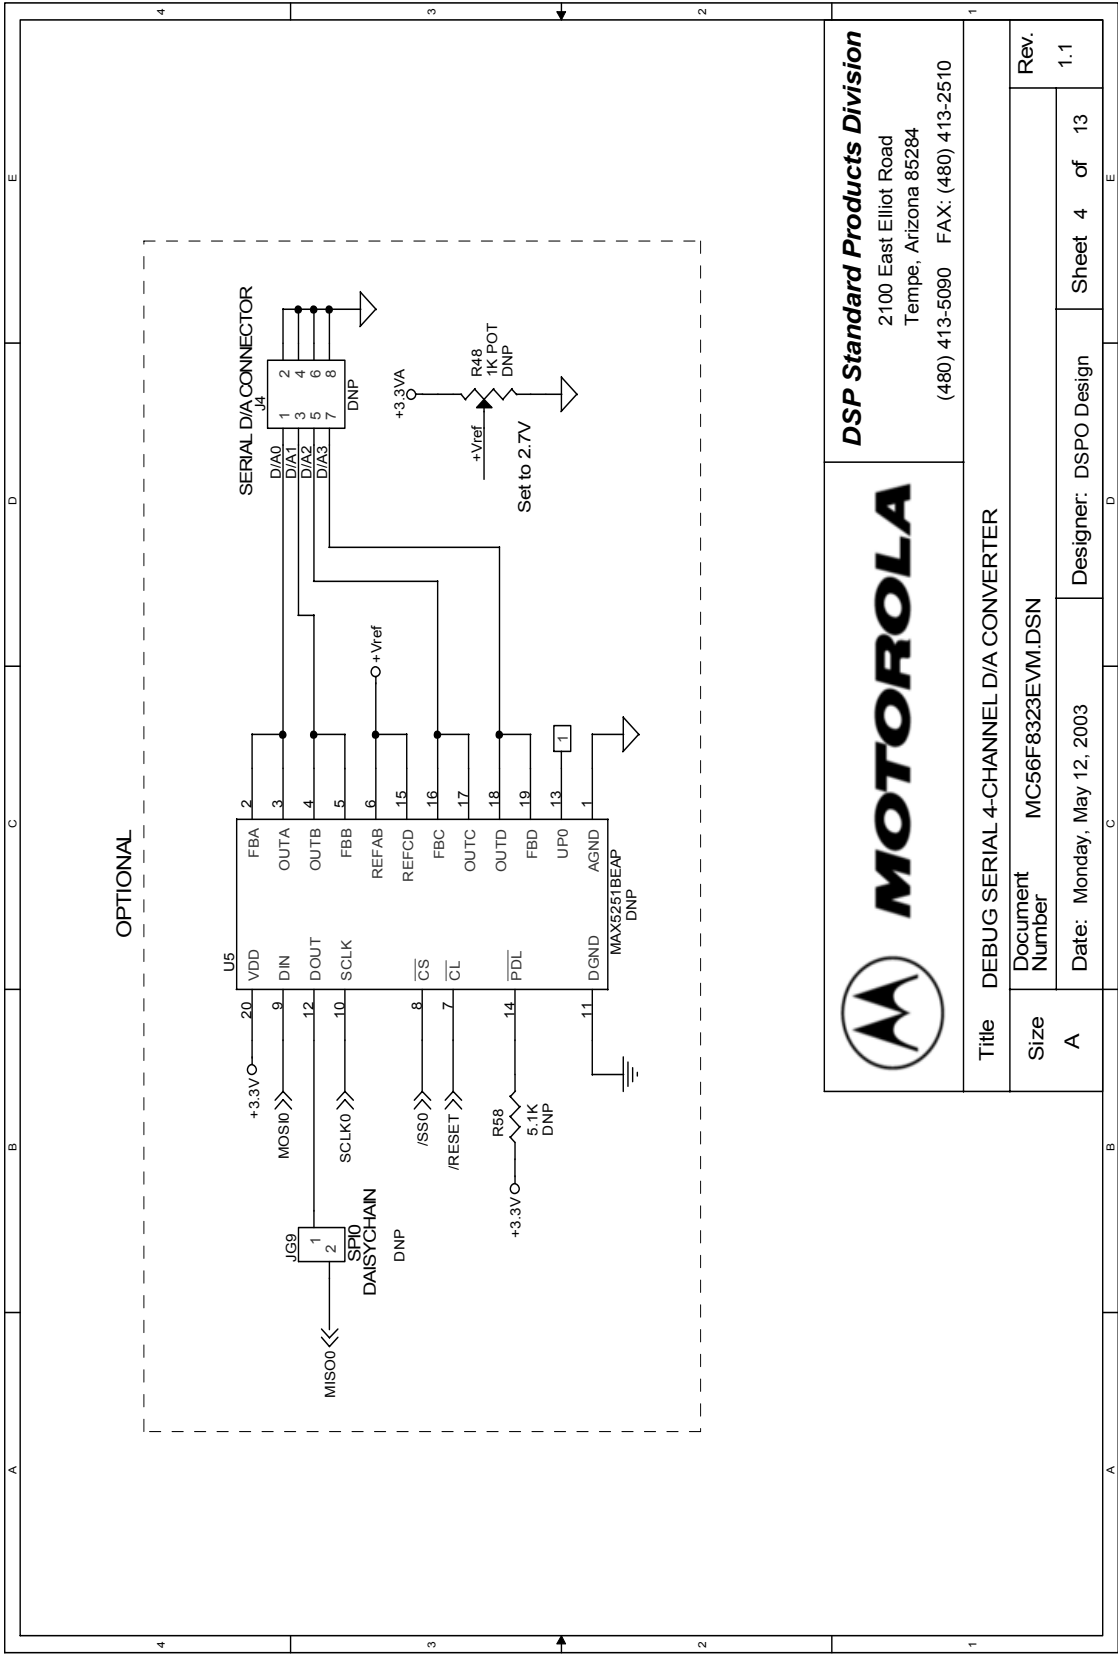 A
B
C
D
E
4
3
2
1
OPTIONAL
U5
MAX5251BEAP
DNP
20 VDD
9 DIN
12 DOUT
10 SCLK
8 CS
7 CL
14 PDL
11 DGND
FBA 2
OUTA 3
OUTB 4
FBB 5
REFAB 6
REFCD 15
FBC 16
OUTC 17
OUTD 18
FBD 19
UP0 13
AGND 1
1
+3.3V
MOSI0
SCLK0
/SS0
/RESET
R58
5.1K
DNP
+3.3V
JG9
1
2
SPI0
DAISYCHAIN
DNP
MISO0
+Vref
SERIAL D/A CONNECTOR
J4
D/A0
D/A1
D/A2
D/A3
1 2
3 4
5 6
7 8
DNP
+3.3VA
R48
1K POT
DNP
+Vref
Set to 2.7V
MOTOROLA
DSP Standard Products Division
2100 East Elliot Road
Tempe, Arizona 85284
(480) 413-5090 FAX: (480) 413-2510
Title DEBUG SERIAL 4-CHANNEL D/A CONVERTER
Size
A
Document
Number
MC56F8323EVM.DSN
Rev.
1.1
Date: Monday, May 12, 2003
Designer: DSPO Design
Sheet 4 of 13
A
B
C
D
E
4
3
2
1